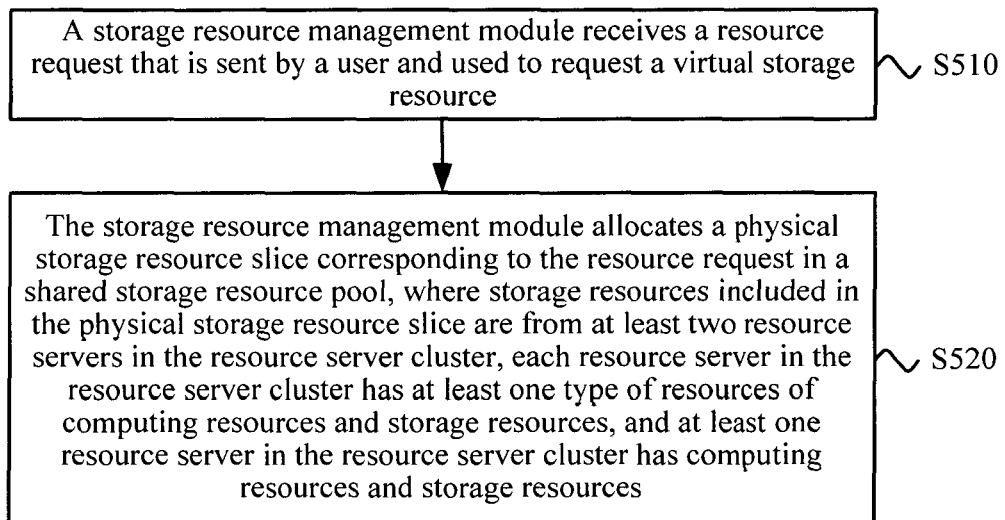 A storage resource management module receives a resource
request that is sent by a user and used to request a virtual storage
resource
S510
The storage resource management module allocates a physical
storage resource slice corresponding to the resource request in a
shared storage resource pool, where storage resources included in
the physical storage resource slice are from at least two resource
servers in the resource server cluster, each resource server in the
resource server cluster has at least one type of resources of
computing resources and storage resources, and at least one
resource server in the resource server cluster has computing
resources and storage resources
S520